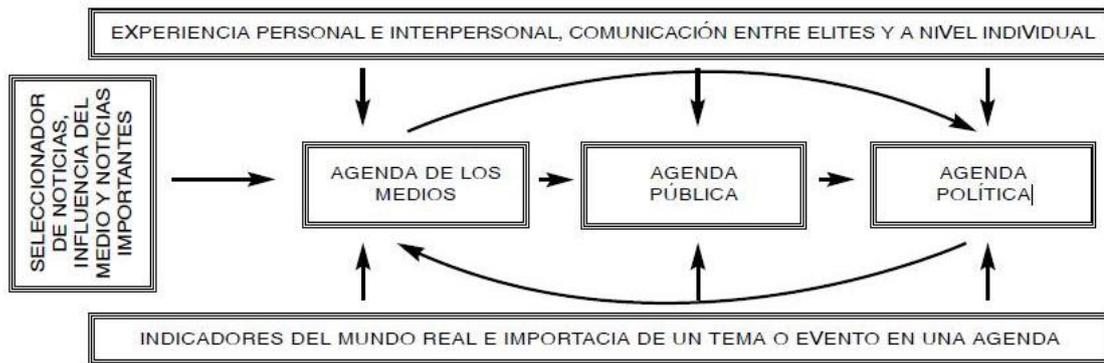 EXPERIENCIA PERSONAL E INTERPERSONAL, COMUNICACIÓN ENTRE ELITES Y A NIVEL INDIVIDUAL
SELECCIONADOR
DE NOTICIAS,
INFLUENCIA DEL
MEDIO Y NOTICIAS
IMPORTANTES
AGENDA DE LOS
MEDIOS
AGENDA
PÚBLICA
AGENDA
POLÍTICA
INDICADORES DEL MUNDO REAL E IMPORTACIA DE UN TEMA O EVENTO EN UNA AGENDA